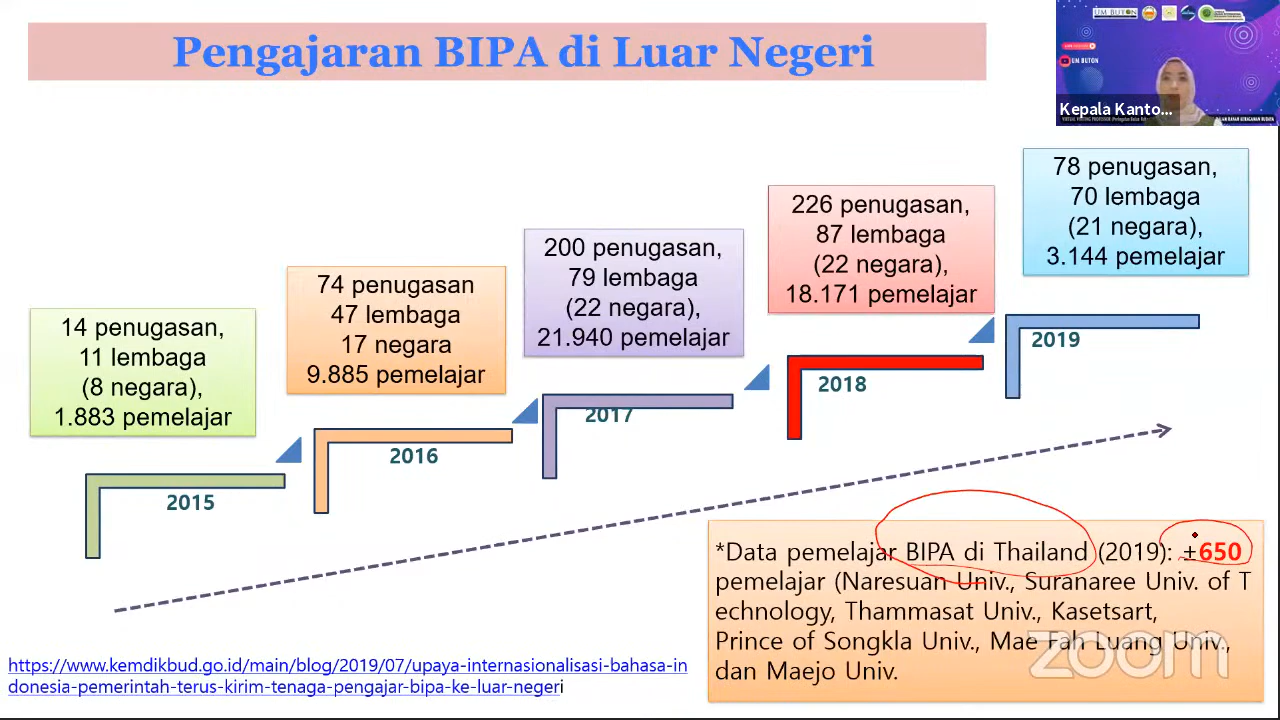 Pengajaran BIPA di Luar Negeri
UM BUTON
UM BUTON
Kepala Kanto...
14 penugasan,
11 lembaga
(8 negara),
1.883 pemelajar
2015
74 penugasan
47 lembaga
17 negara
9.885 pemelajar
2016
200 penugasan,
79 lembaga
(22 negara),
21.940 pemelajar
2017
226 penugasan,
87 lembaga
(22 negara),
18.171 pemelajar
2018
78 penugasan,
70 lembaga
(21 negara),
3.144 pemelajar
2019
*Data pemelajar BIPA di Thailand (2019): ±650
pemelajar (Naresuan Univ., Suranaree Univ. of T
echnology, Thammasat Univ., Kasetsart,
Prince of Songkla Univ., Mae Fah Luang Univ.,
dan Maejo Univ.
zoom
https://www.kemdikbud.go.id/main/blog/2019/07/upaya-internasionalisasi-bahasa-in
donesia-pemerintah-terus-kirim-tenaga-pengajar-bipa-ke-luar-negeri